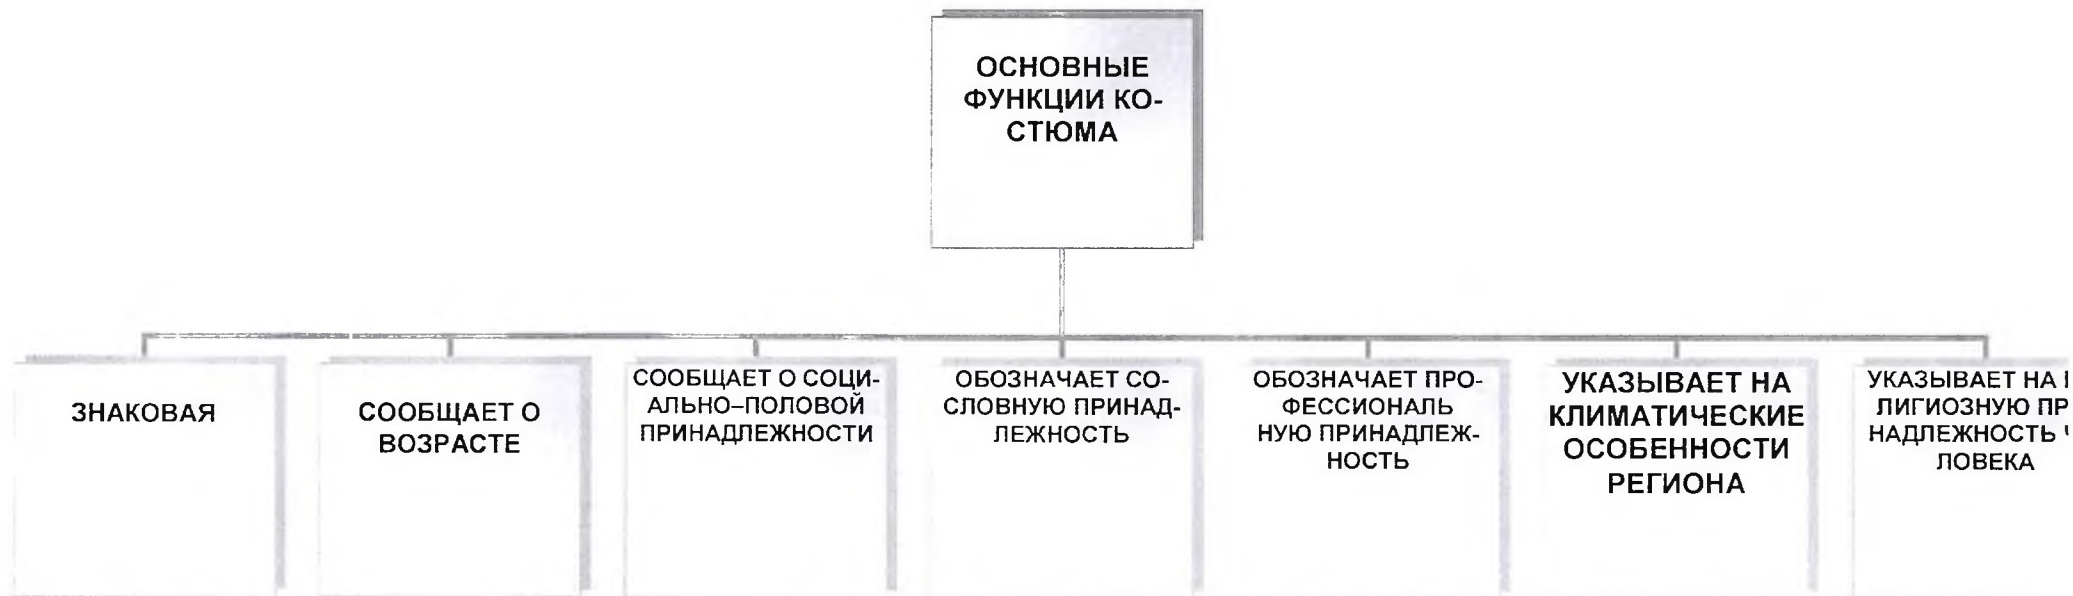 ОСНОВНЫЕ
ФУНКЦИИ КО-
СТЮМА
ЗНАКОВАЯ
СООБЩАЕТ О
ВОЗРАСТЕ
СООБЩАЕТ О СОЦИ-
АЛЬНО–ПОЛОВОЙ
ПРИНАДЛЕЖНОСТИ
ОБОЗНАЧАЕТ СО-
СЛОВНУЮ ПРИНАД-
ЛЕЖНОСТЬ
ОБОЗНАЧАЕТ ПРО-
ФЕССИОНАЛЬ
НУЮ ПРИНАДЛЕЖ-
НОСТЬ
УКАЗЫВАЕТ НА
КЛИМАТИЧЕСКИЕ
ОСОБЕННОСТИ
РЕГИОНА
УКАЗЫВАЕТ НА
ЛИГИОЗНУЮ ПР
НАДЛЕЖНОСТЬ
ЛОВЕКА